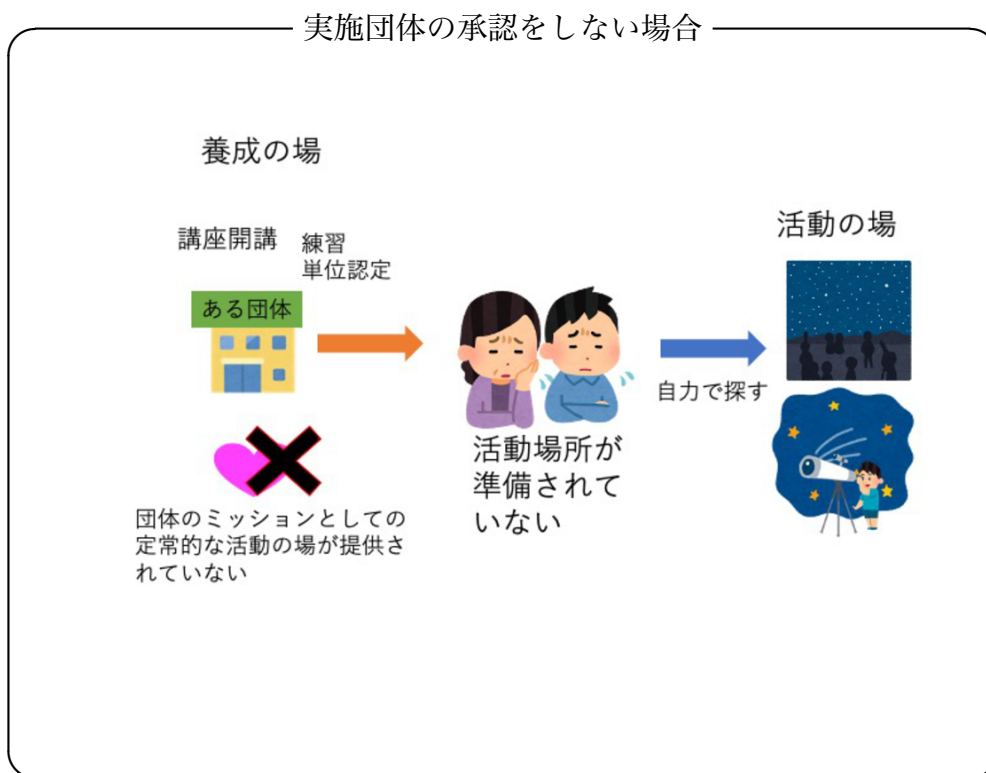 実施団体の承認をしない場合
養成の場
講座開講
練習
単位認定
ある団体
団体のミッションとしての
定常的な活動の場が提供さ
れていない
活動場所が
準備されて
いない
自力で探す
活動の場